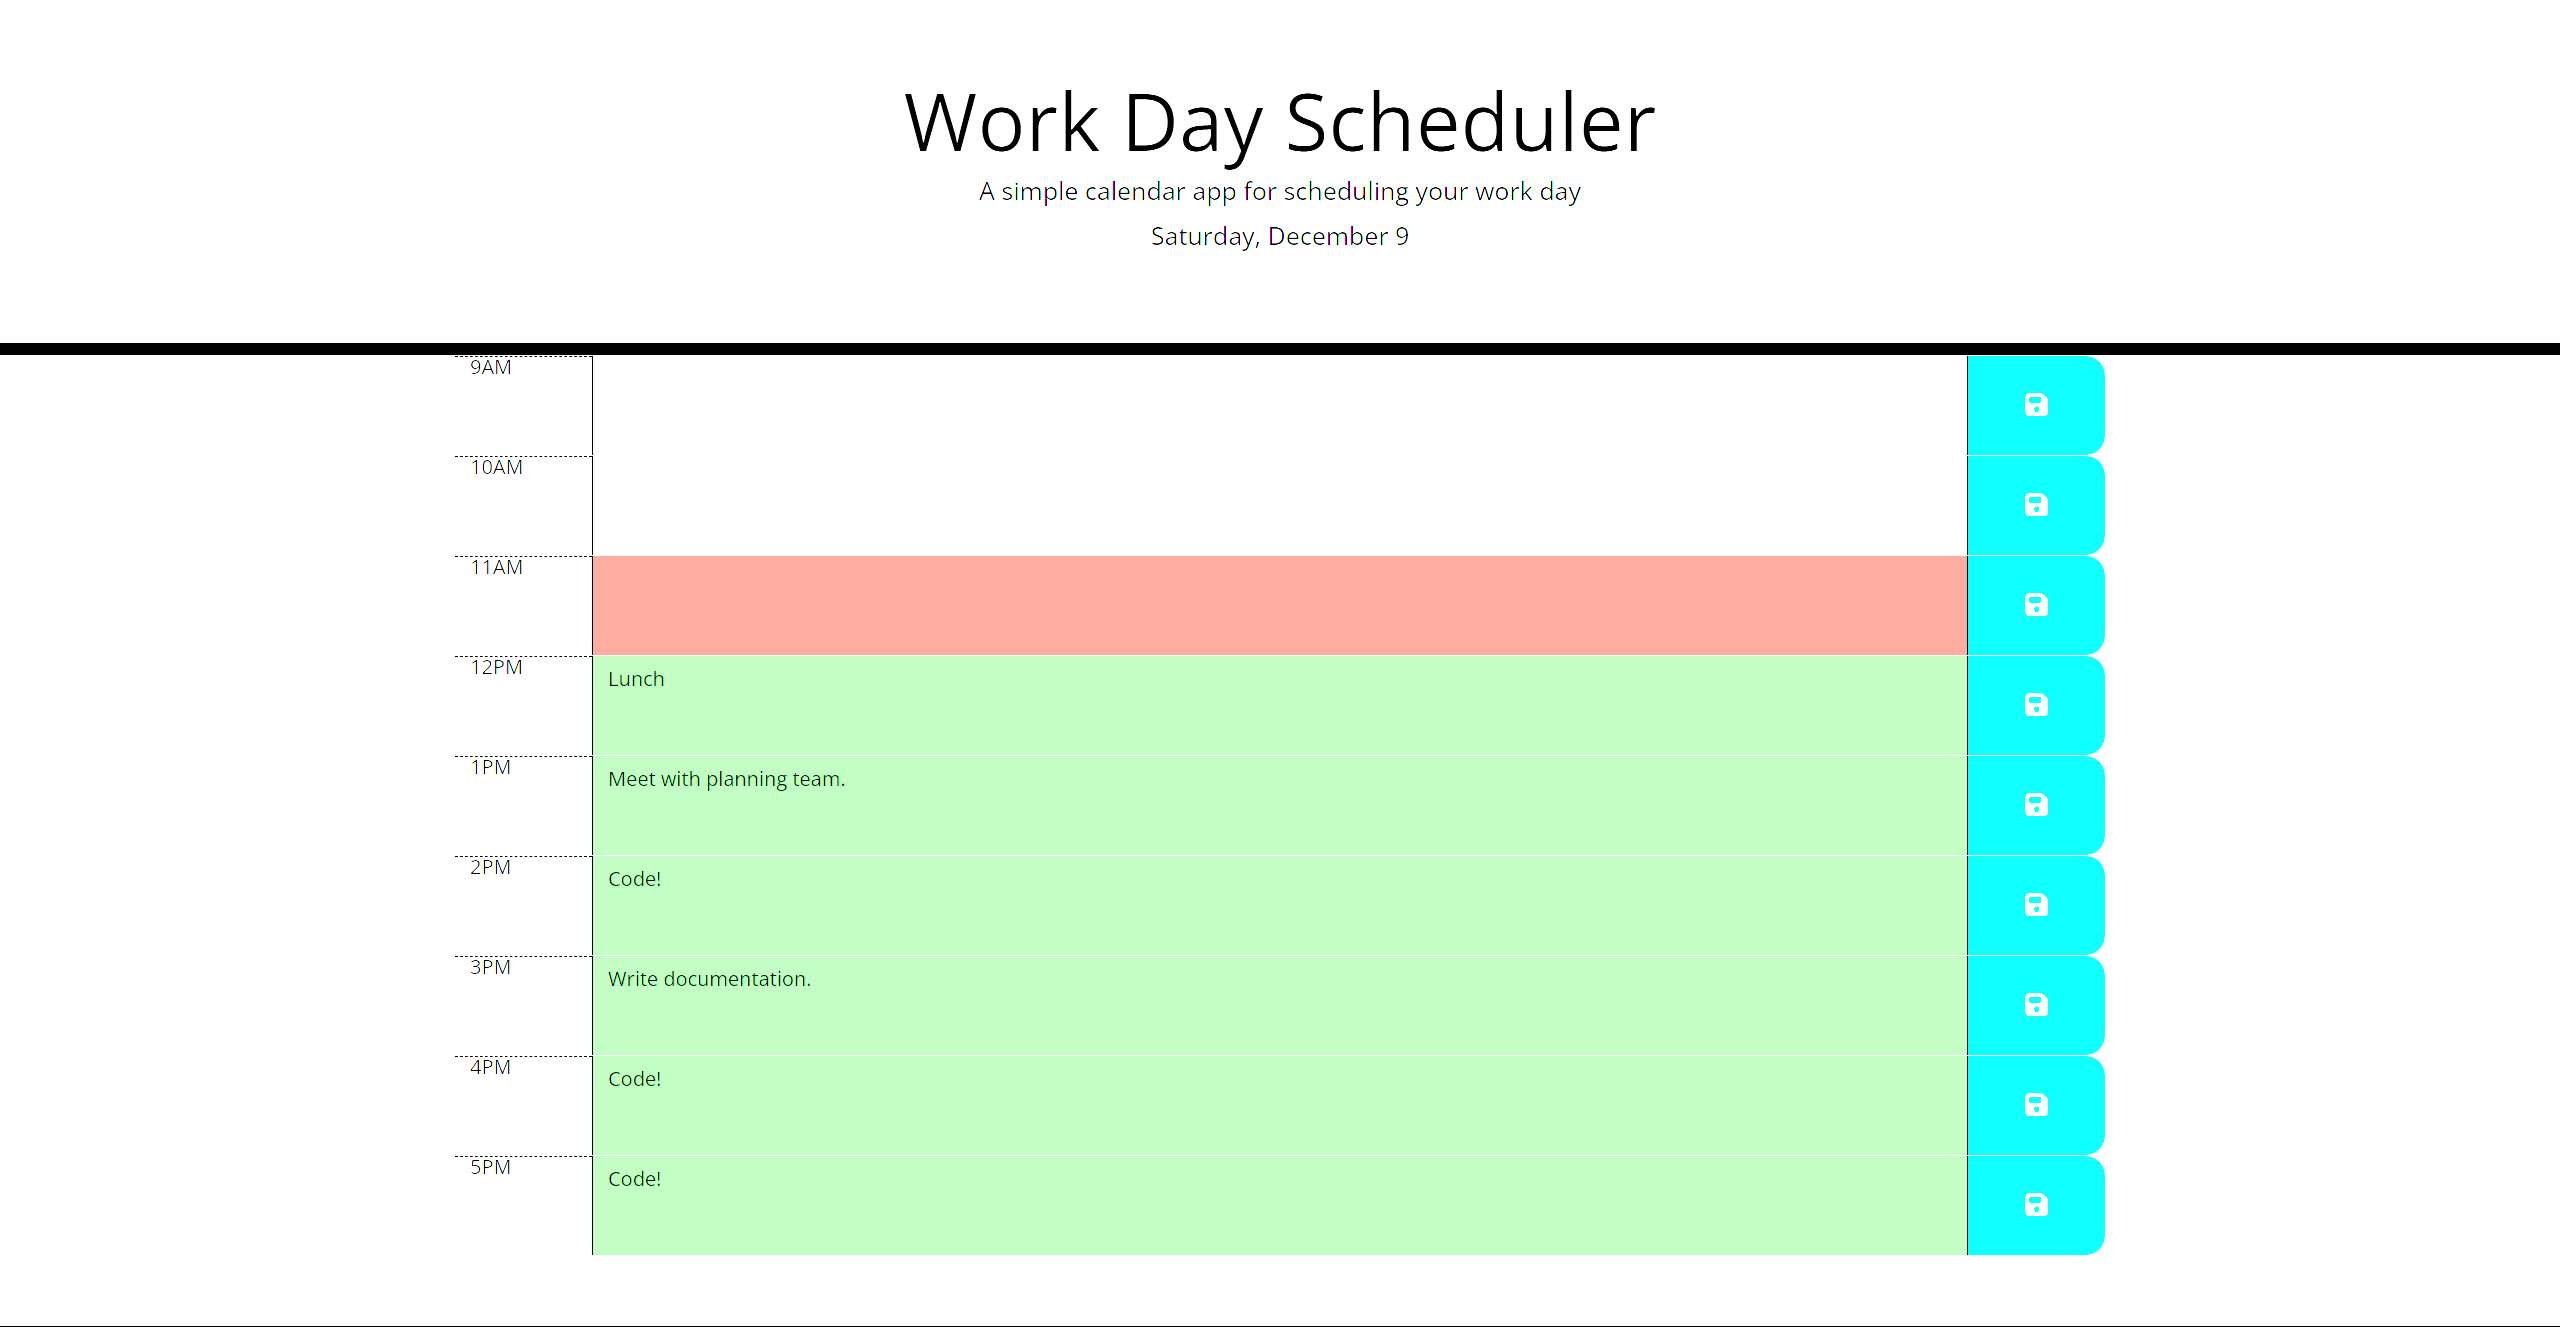 Work Day Scheduler
A simple calendar app for scheduling your work day
Saturday, December 9
9AM
10AM
11AM
12PM
Lunch
1PM
Meet with planning team.
2PM
Code!
3PM
Write documentation.
4PM
Code!
5PM
Code!